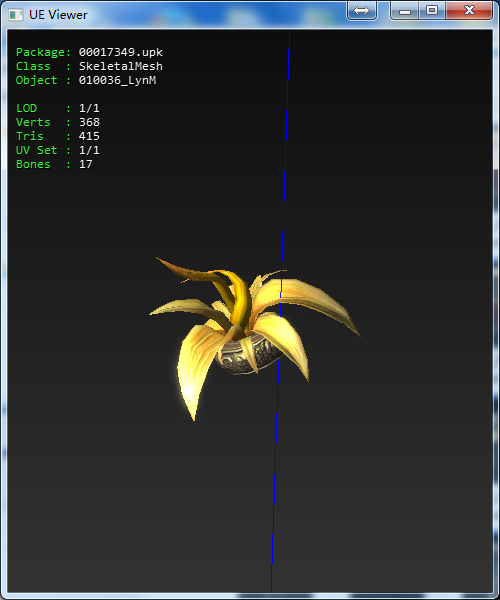 UE Viewer
Package: 00017349.upk
Class : SkeletalMesh
Object : 010036_LynM
LOD : 1/1
Verts : 368
Tris : 415
UV Set : 1/1
Bones : 17